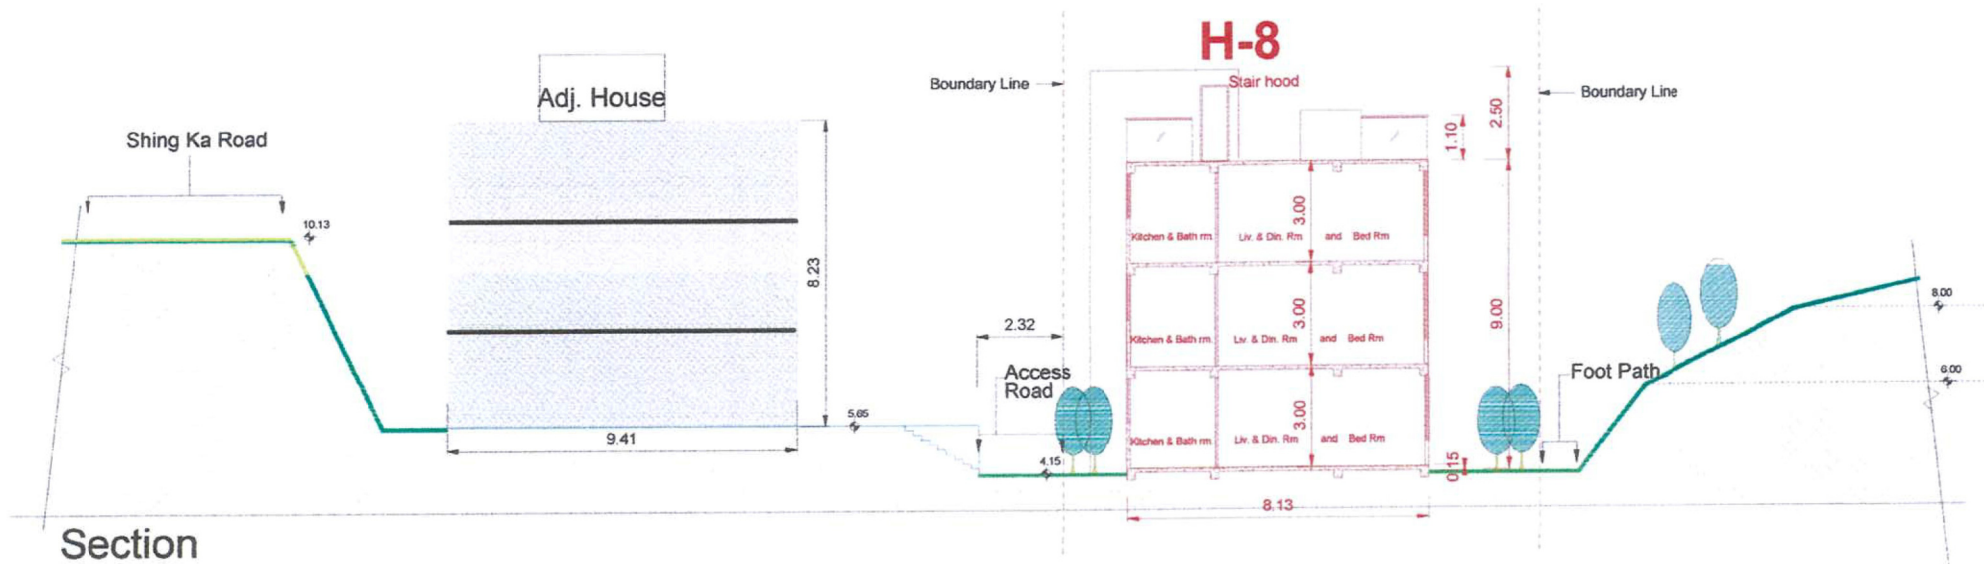 H-8
Stair hood
Boundary Line
Boundary Line
Adj. House
Shing Ka Road
10.13
8.23
9.41
5.65
2.32
Access
Road
4.15
2.50
1.10
9.00
3.00
Kitchen & Bath rm.
Liv. & Din. Rm and Bed Rm
3.00
Kitchen & Bath rm.
Liv. & Din. Rm and Bed Rm
3.00
Kitchen & Bath rm.
Liv. & Din. Rm and Bed Rm
0.15
8.13
Foot Path
8.00
6.00
Section